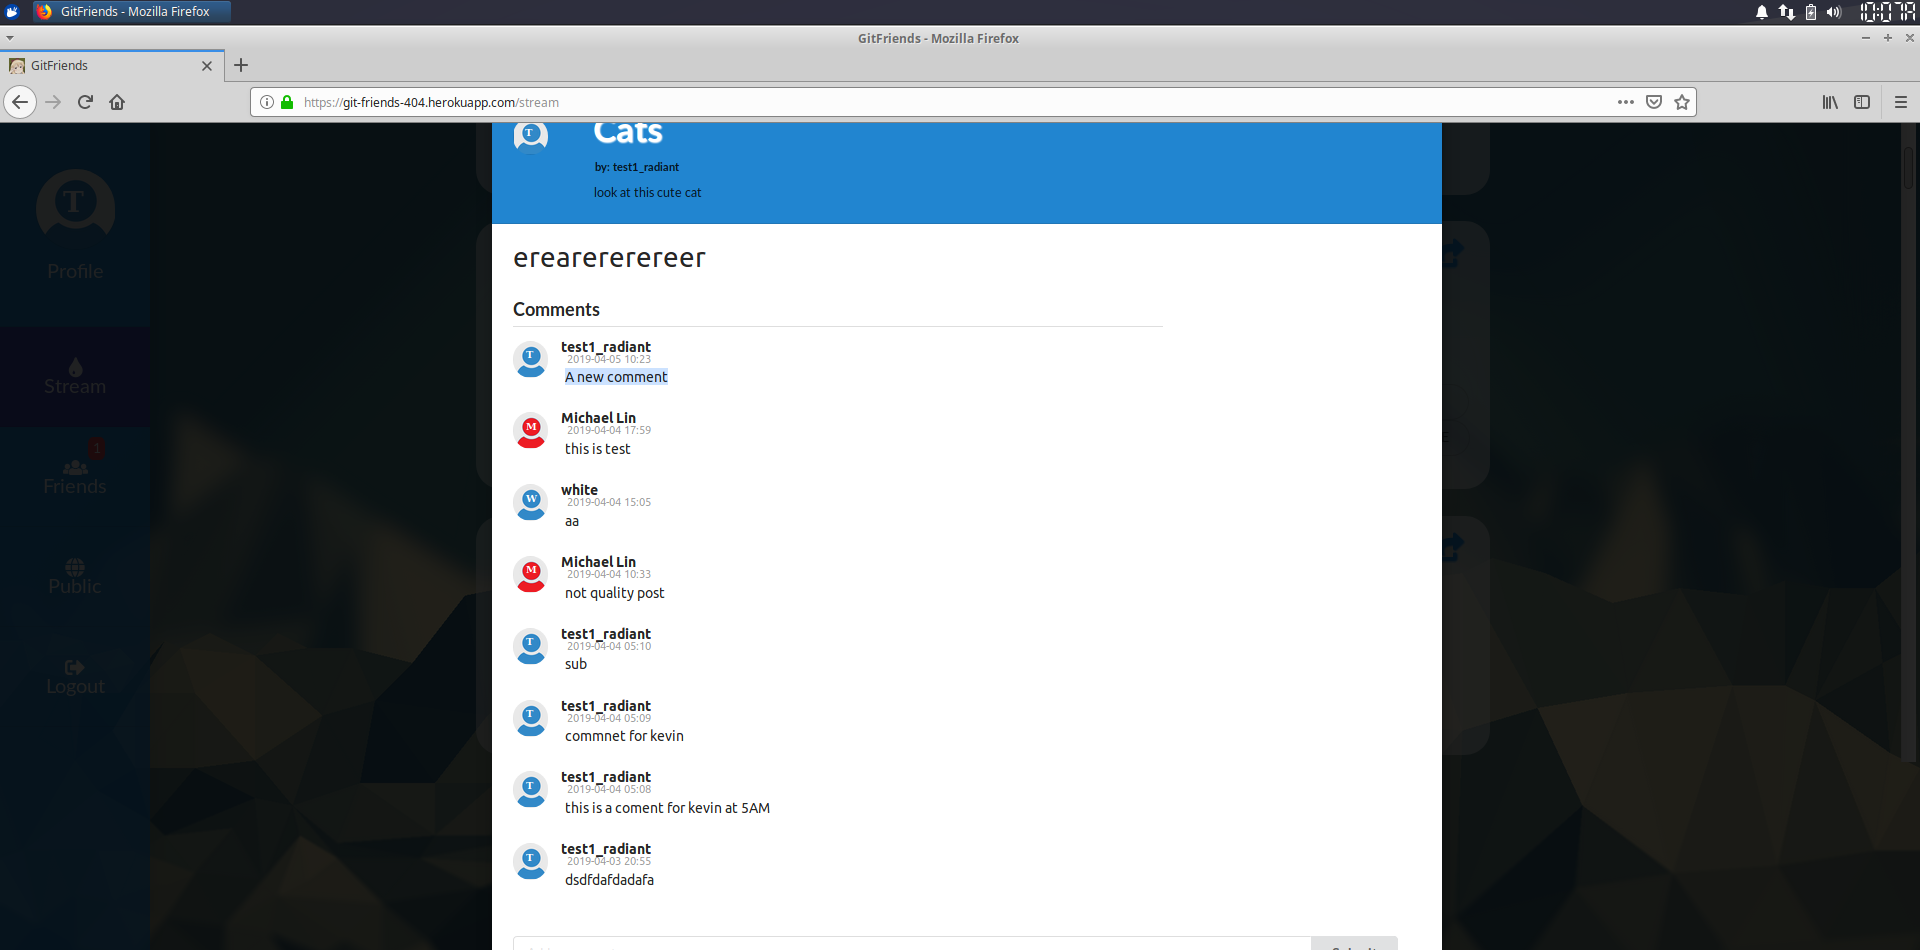 GitFriends - Mozilla Firefox
GitFriends - Mozilla Firefox
GitFriends
https://git-friends-404.herokuapp.com/stream
T
Cats
by: test1_radiant
look at this cute cat
erearererereer
Comments
T
test1_radiant
2019-04-05 10:23
A new comment
M
Michael Lin
2019-04-04 17:59
this is test
W
white
2019-04-04 15:05
aa
M
Michael Lin
2019-04-04 10:33
not quality post
T
test1_radiant
2019-04-04 05:10
sub
T
test1_radiant
2019-04-04 05:09
commnet for kevin
T
test1_radiant
2019-04-04 05:08
this is a coment for kevin at 5AM
T
test1_radiant
2019-04-03 20:55
dsdfdafdadafa
T
Profile
Stream
1
Friends
Public
Logout